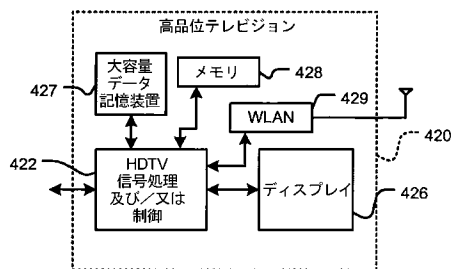 高品位テレビジョン
大容量
データ
記憶装置
427
メモリ
428
WLAN
429
420
422
HDTV
信号処理
及び／又は
制御
ディスプレイ
426